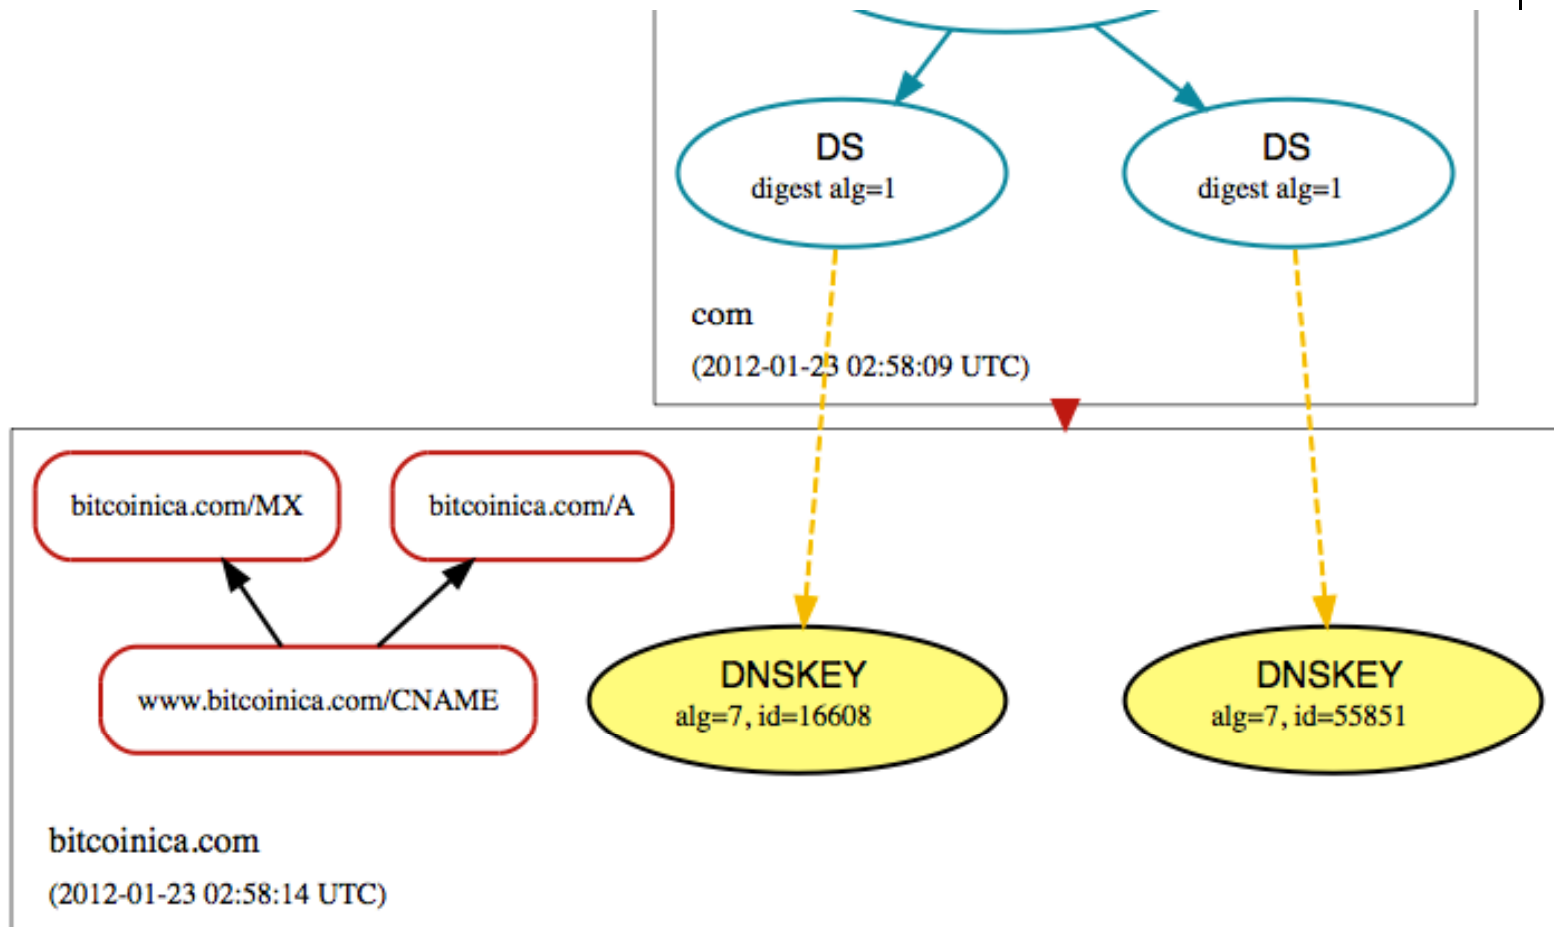 DS
digest alg=1
DS
digest alg=1
com
(2012-01-23 02:58:09 UTC)
bitcoinica.com/MX
bitcoinica.com/A
www.bitcoinica.com/CNAME
DNSKEY
alg=7, id=16608
DNSKEY
alg=7, id=55851
bitcoinica.com
(2012-01-23 02:58:14 UTC)